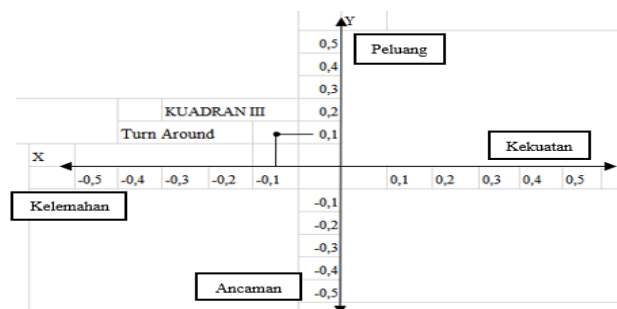 Y
0,5
Peluang
0,4
0,3
KUADRAN III
0,2
Turn Around
0,1
Kekuatan
X
-0,5 -0,4 -0,3 -0,2 -0,1
0,1 0,2 0,3 0,4 0,5
Kelemahan
-0,1
-0,2
-0,3
Ancaman
-0,4
-0,5